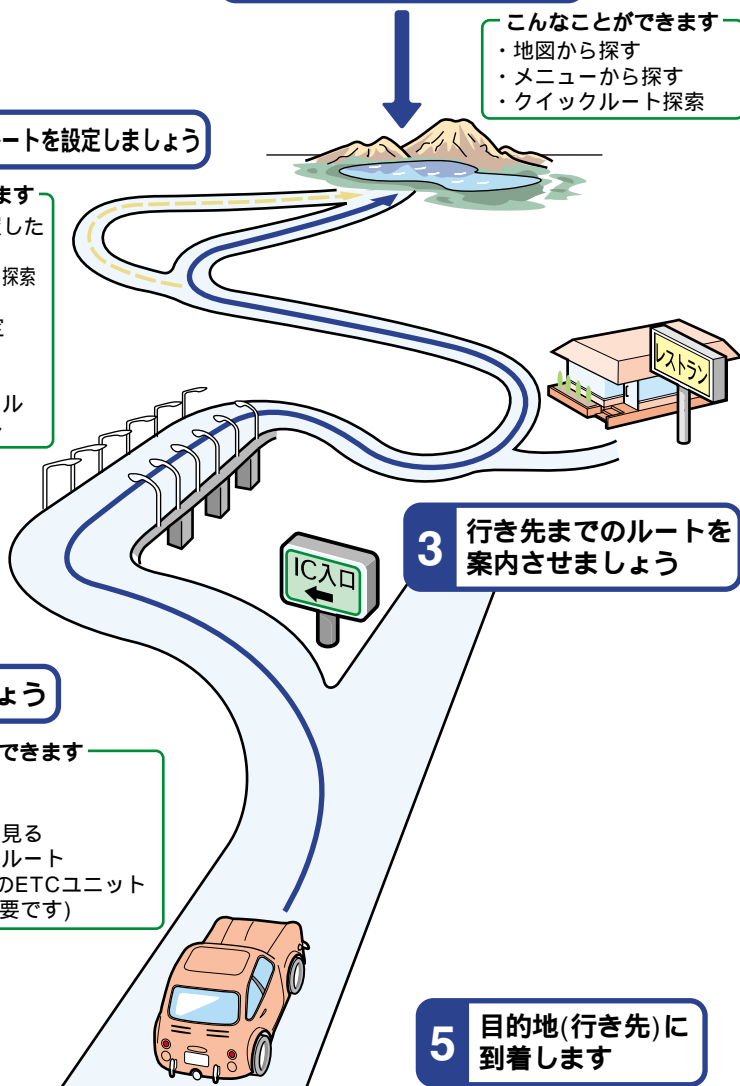 こんなことができます
・地図から探す
・メニューから探す
・クイックルート探索
ートを設定しましょう
ます
した
探索
ル
レストラン
IC入口
3 行き先までのルートを
案内させましょう
ょう
できます
見る
ルート
のETCユニット
要です)
5 目的地(行き先)に
到着します